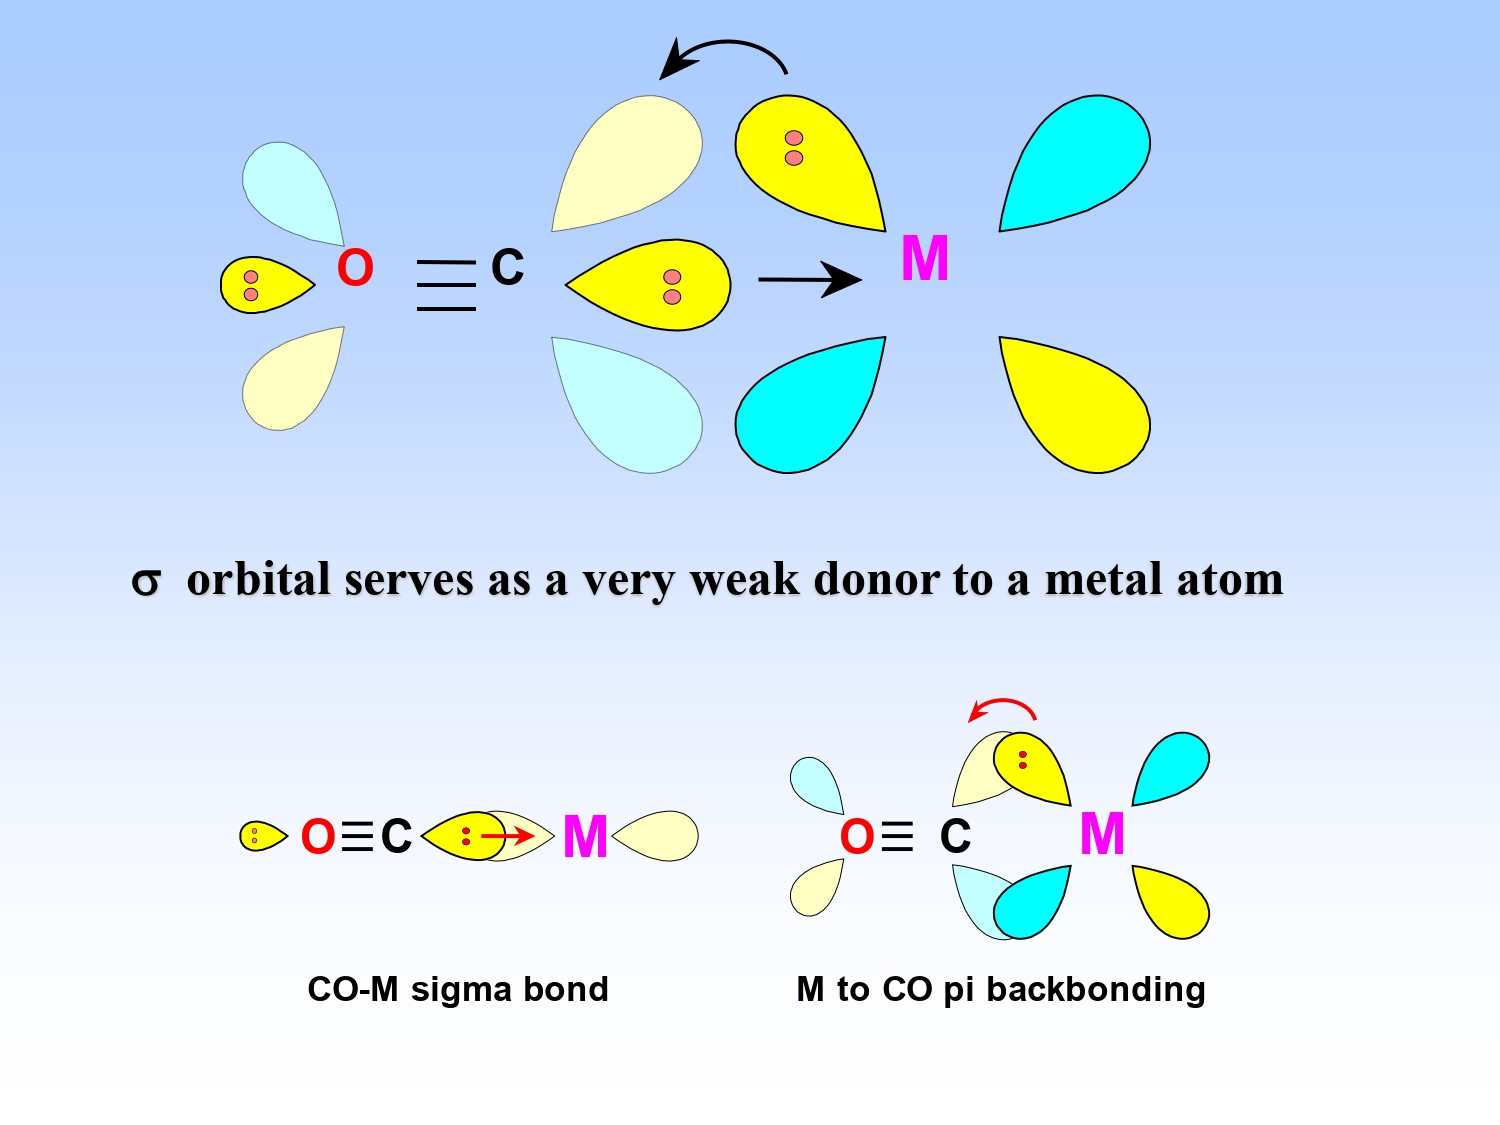 O ≡ C M
σ orbital serves as a very weak donor to a metal atom
O≡C M
O≡ C M
CO-M sigma bond
M to CO pi backbonding